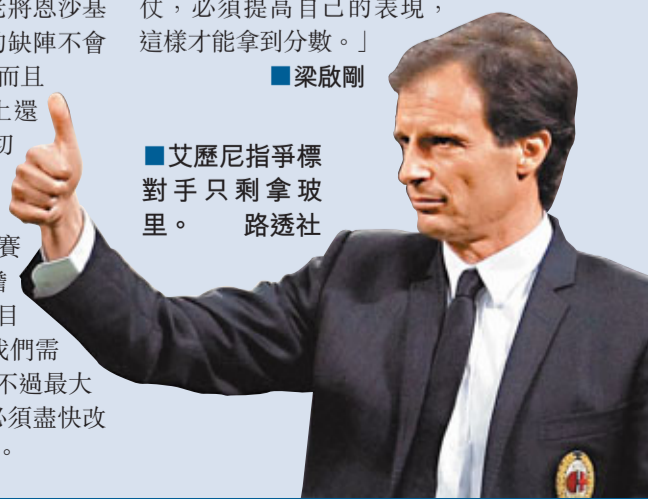 將恩沙基
缺陣不會
而且
上還
切
賽
目
我們需
不過最大
必須盡快改
。
仗，必須提高自己的表現，
這樣才能拿到分數。」
■梁啟剛
■艾歷尼指爭標
對手只剩拿玻
里。 路透社